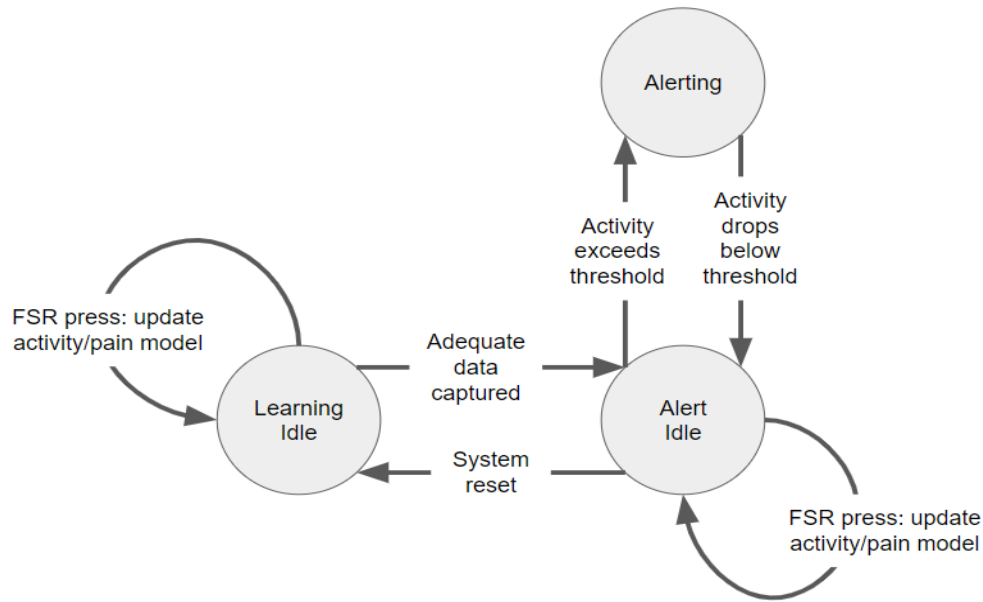 Alerting
Activity
exceeds
threshold
Activity
drops
below
threshold
FSR press: update
activity/pain model
Adequate
data
captured
Learning
Idle
Alert
Idle
System
reset
FSR press: update
activity/pain model